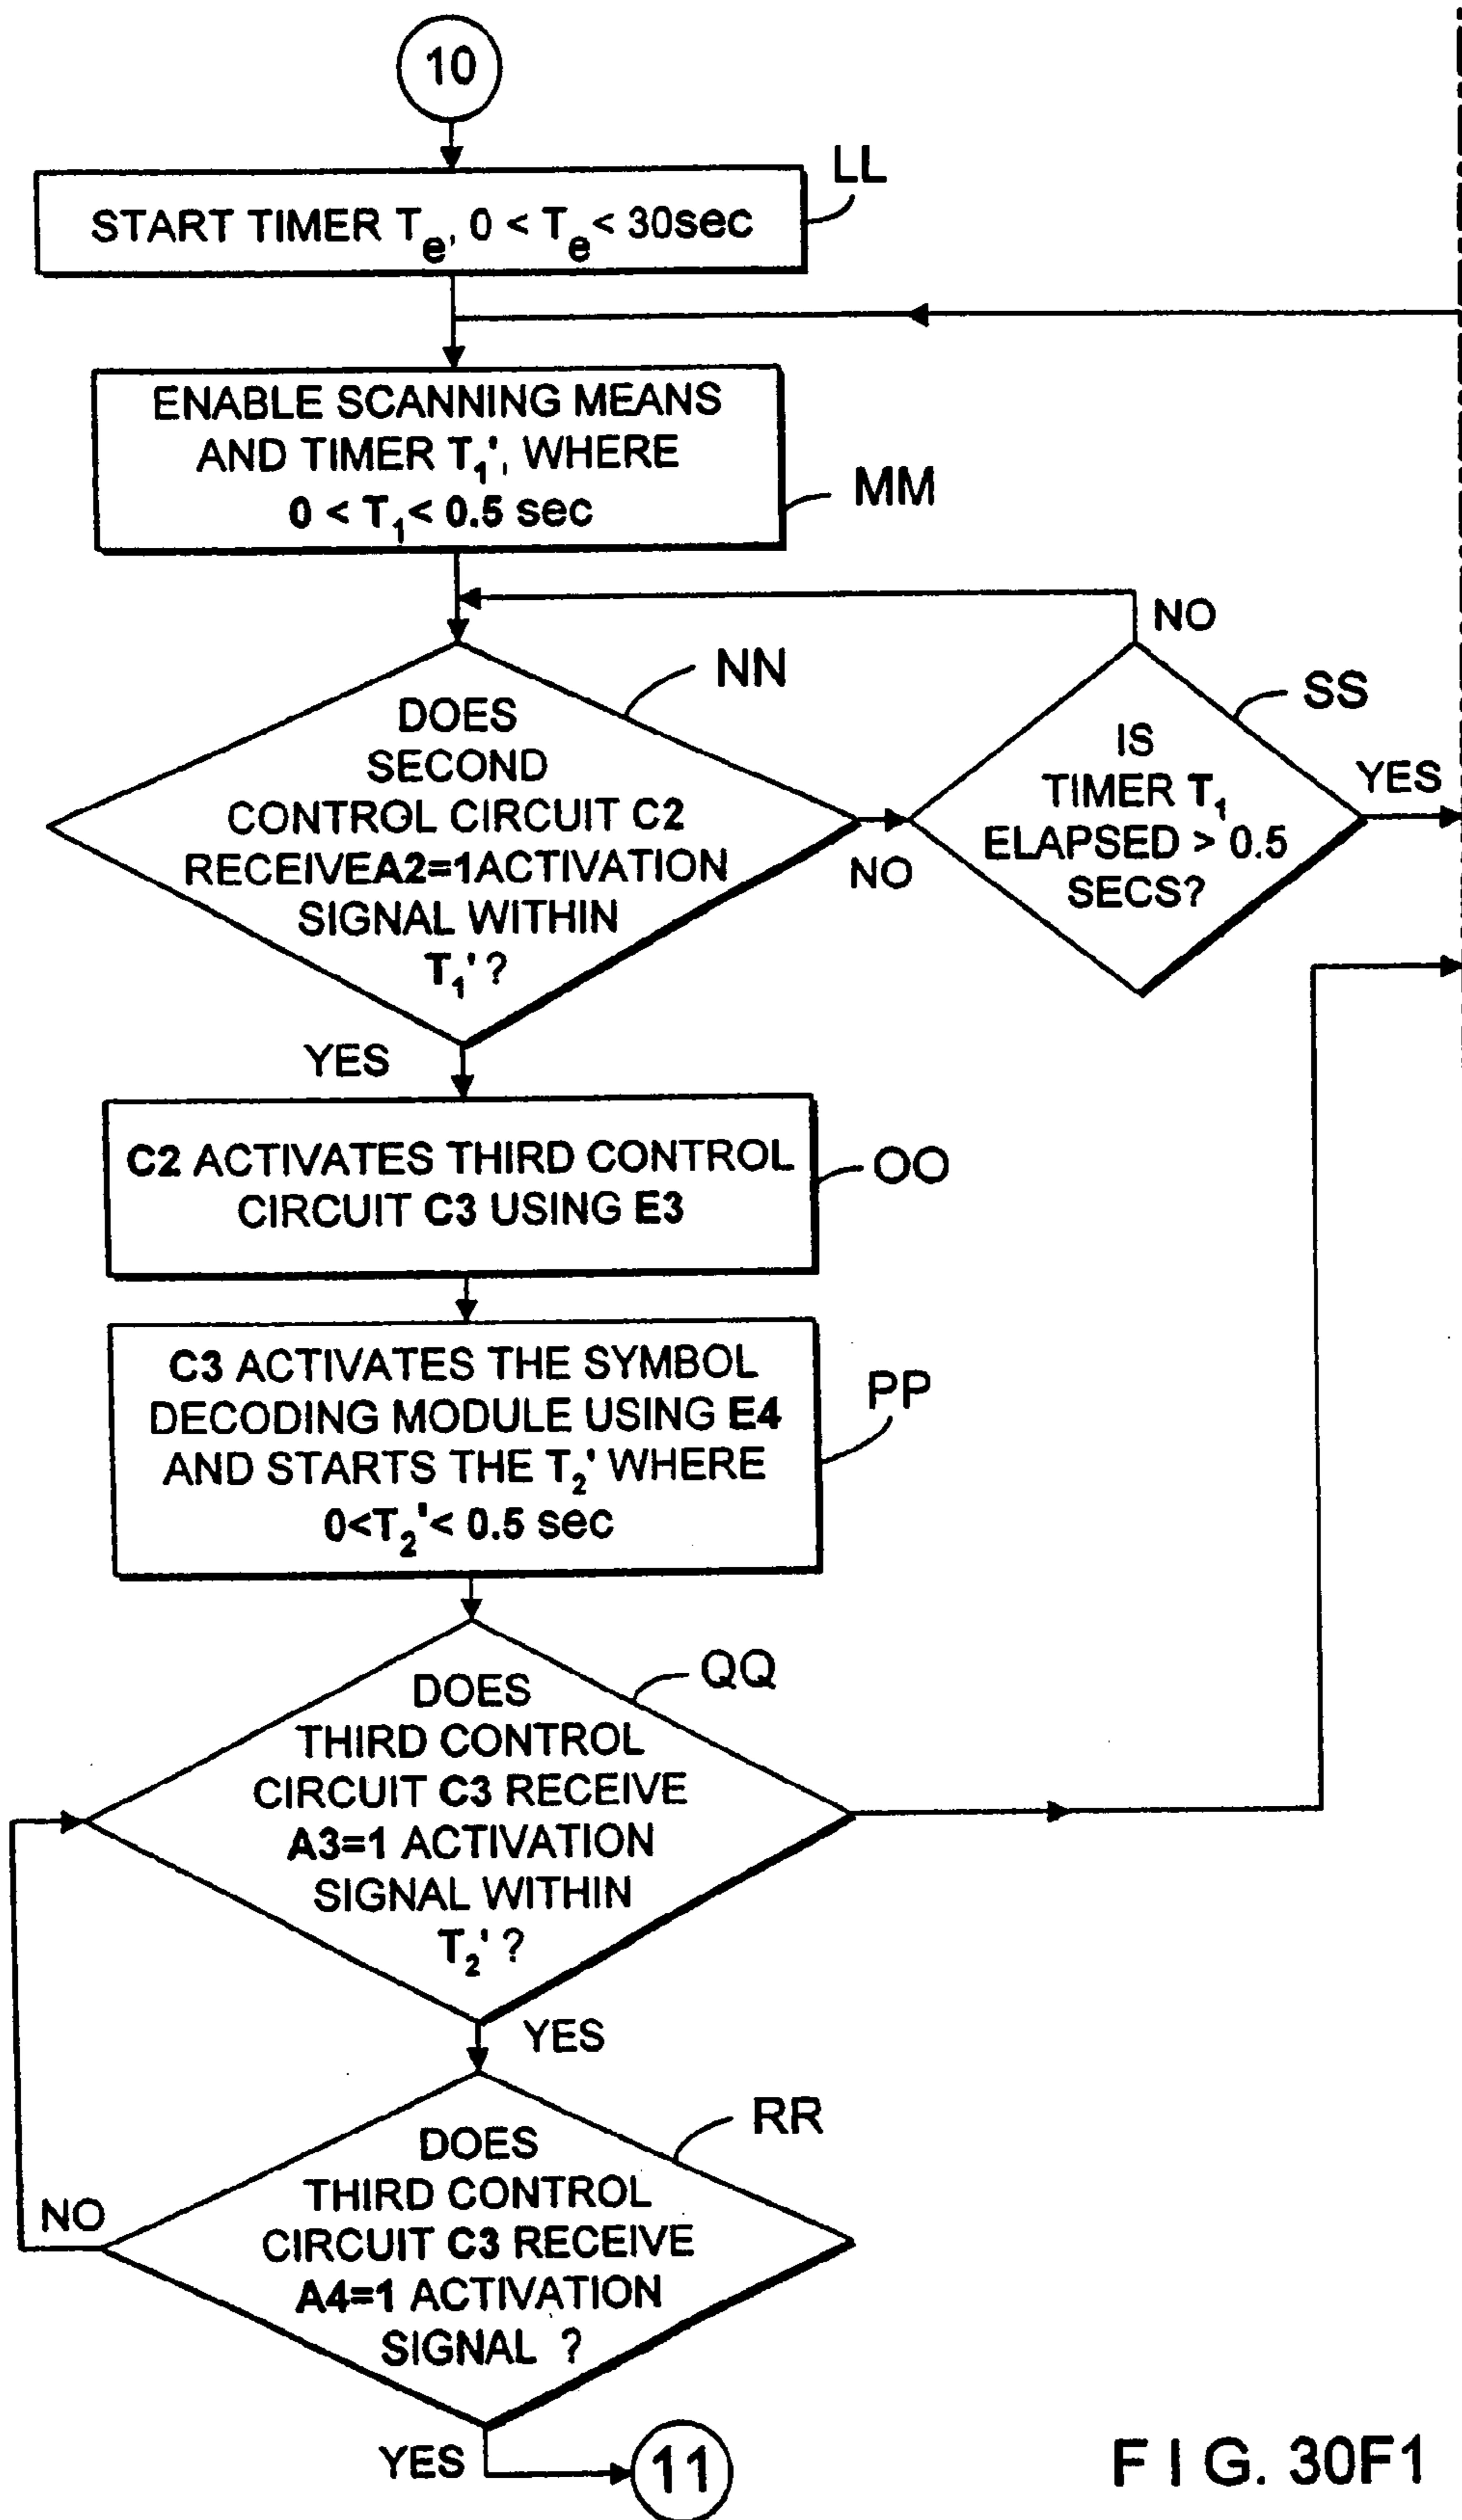 10
LL
START TIMER Te, 0 < Te < 30sec
ENABLE SCANNING MEANS
AND TIMER T1', WHERE
0 < T1 < 0.5 sec
MM
NO
NN
SS
DOES
SECOND
CONTROL CIRCUIT C2
RECEIVEA2=1ACTIVATION
SIGNAL WITHIN
T1' ?
NO
IS
TIMER T1
ELAPSED > 0.5
SECS?
YES
YES
C2 ACTIVATES THIRD CONTROL
CIRCUIT C3 USING E3
OO
C3 ACTIVATES THE SYMBOL
DECODING MODULE USING E4
AND STARTS THE T2' WHERE
0<T2'< 0.5 sec
PP
QQ
DOES
THIRD CONTROL
CIRCUIT C3 RECEIVE
A3=1 ACTIVATION
SIGNAL WITHIN
T2' ?
YES
RR
DOES
THIRD CONTROL
CIRCUIT C3 RECEIVE
A4=1 ACTIVATION
SIGNAL ?
NO
YES
11
FIG. 30F1